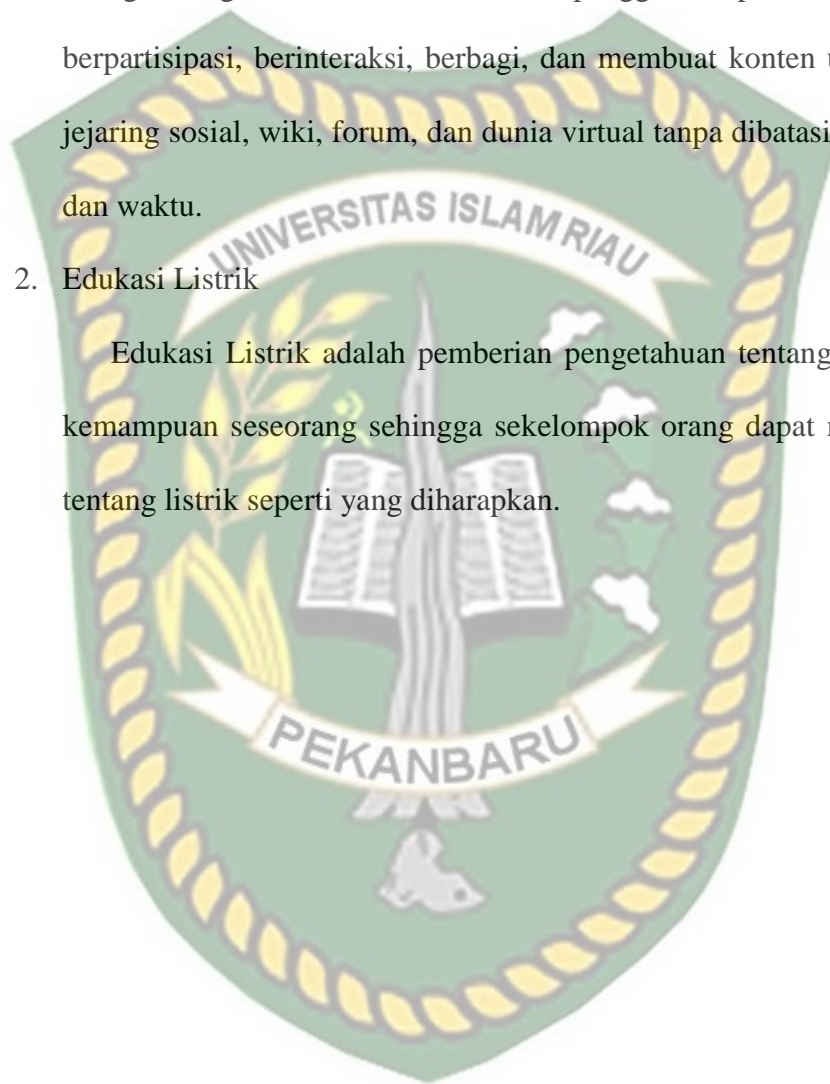 berpartisipasi, berinteraksi, berbagi, dan membuat konten
jejaring sosial, wiki, forum, dan dunia virtual tanpa dibatasi
dan waktu.
UNIVERSITAS ISLAM RIAU
2. Edukasi Listrik
Edukasi Listrik adalah pemberian pengetahuan tentang
kemampuan seseorang sehingga sekelompok orang dapat
tentang listrik seperti yang diharapkan.
PEKANBARU